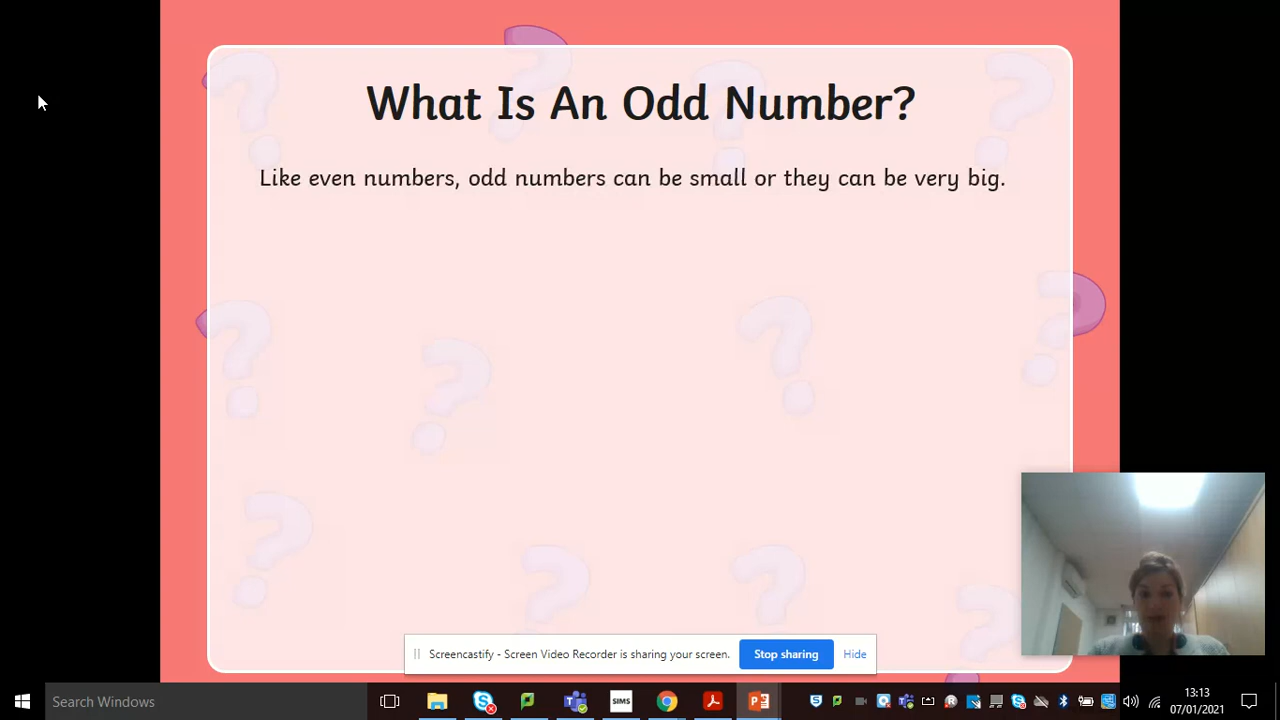 What Is An Odd Number?
Like even numbers, odd numbers can be small or they can be very big.
Screencastify - Screen Video Recorder is sharing your screen.
Stop sharing
Hide
Search Windows
SIMS
13:13
07/01/2021